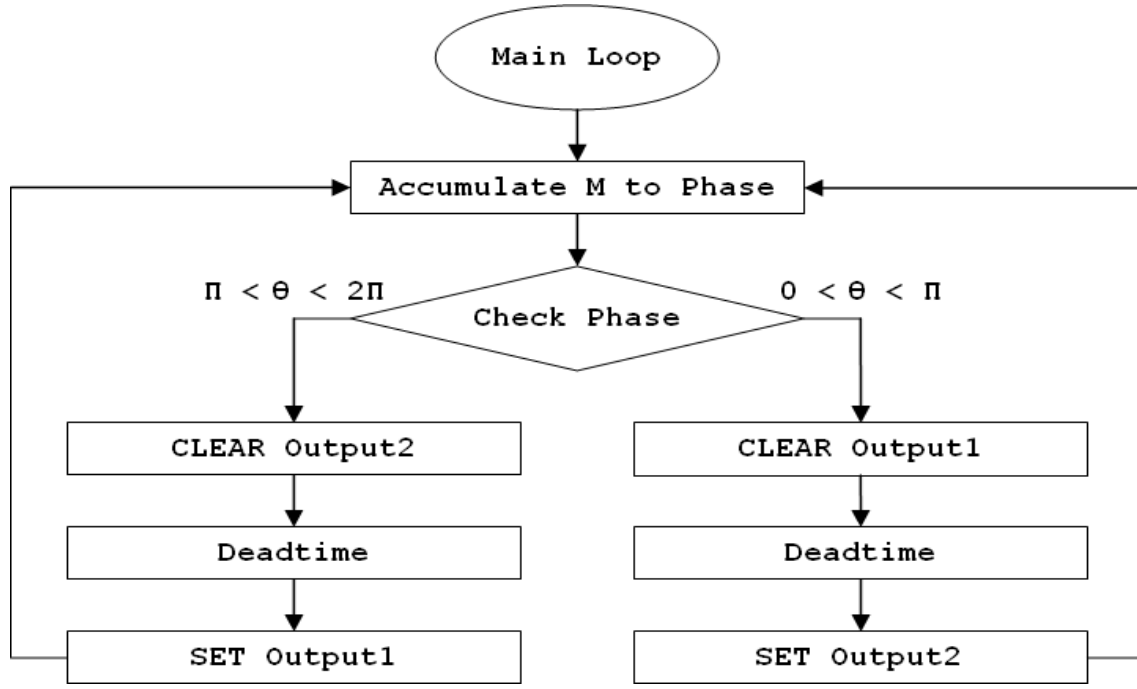 Main Loop
Accumulate M to Phase
Π < θ < 2Π
0 < θ < Π
Check Phase
CLEAR Output2
CLEAR Output1
Deadtime
Deadtime
SET Output1
SET Output2